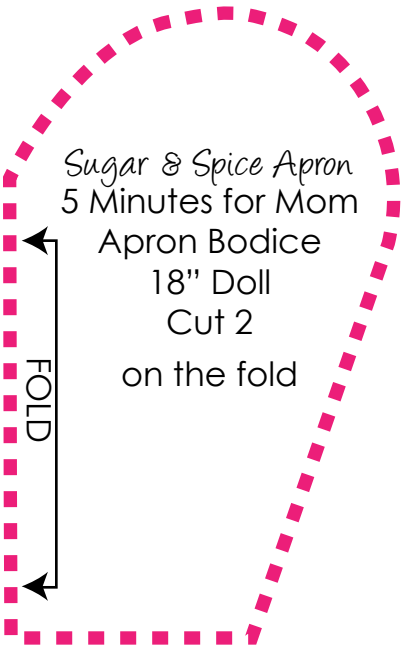 Sugar & Spice Apron
5 Minutes for Mom
Apron Bodice
18” Doll
Cut 2
on the fold
FOLD